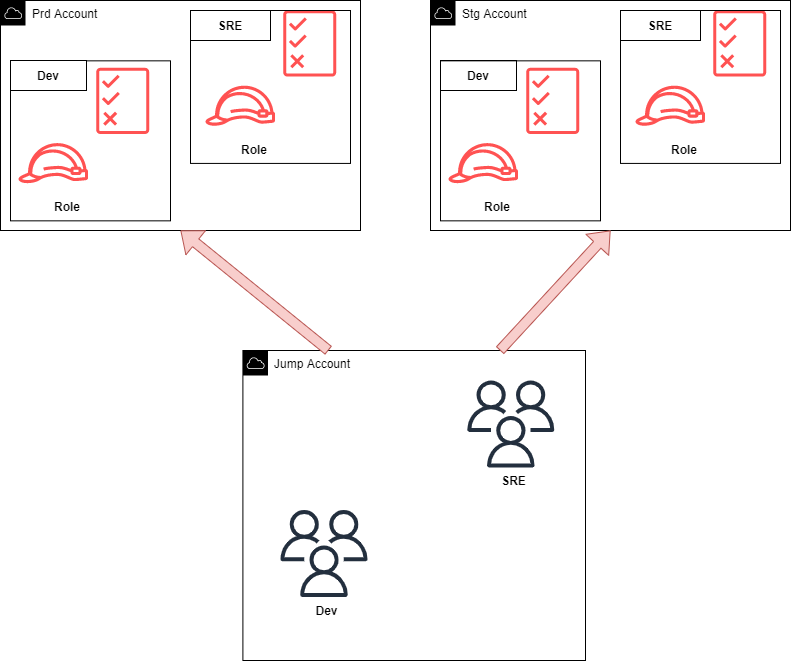 Prd Account
SRE
Dev
Role
Role
Stg Account
SRE
Dev
Role
Role
Jump Account
SRE
Dev